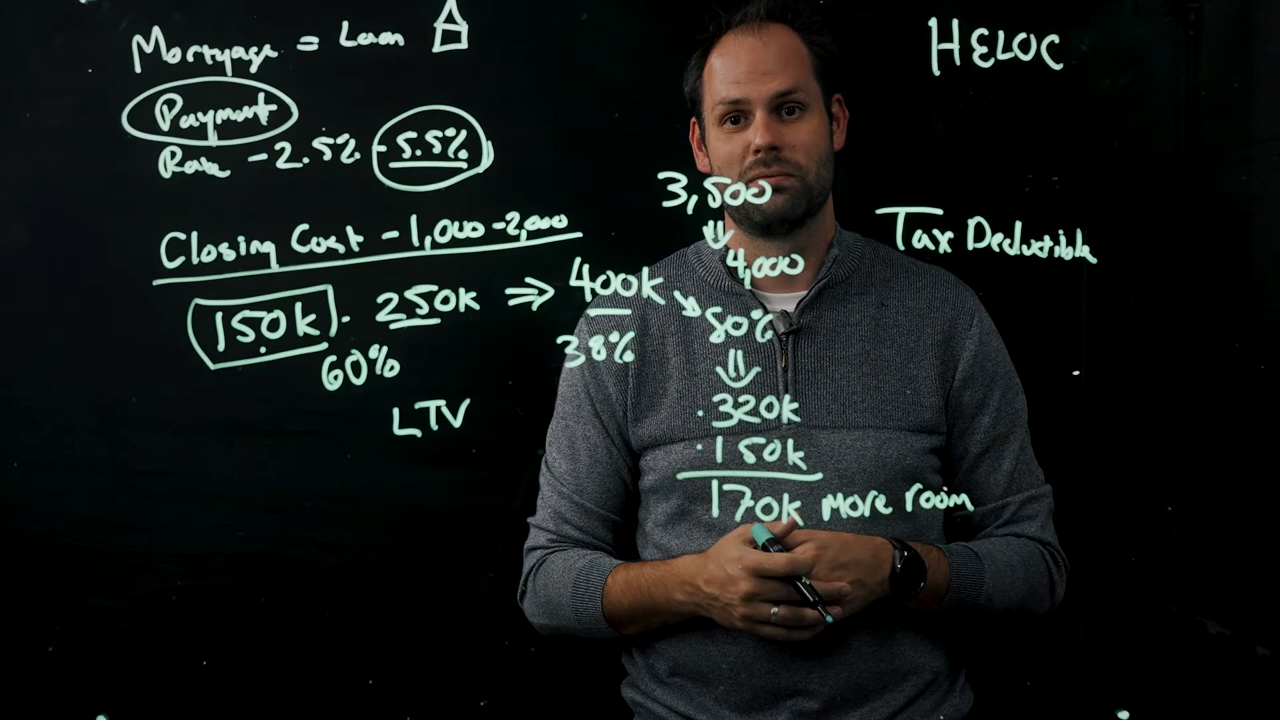 Mortgage = Loan
Payment
Rate - 2.5% - 5.5%
Closing Cost - 1,000 - 2,000
150k . 250k ⇒ 400k ↘ 80%
60%
38%
LTV
3,500
⇓
4,000
⇓
. 320k
. 150k
170k more room
HELOC
Tax Deductible